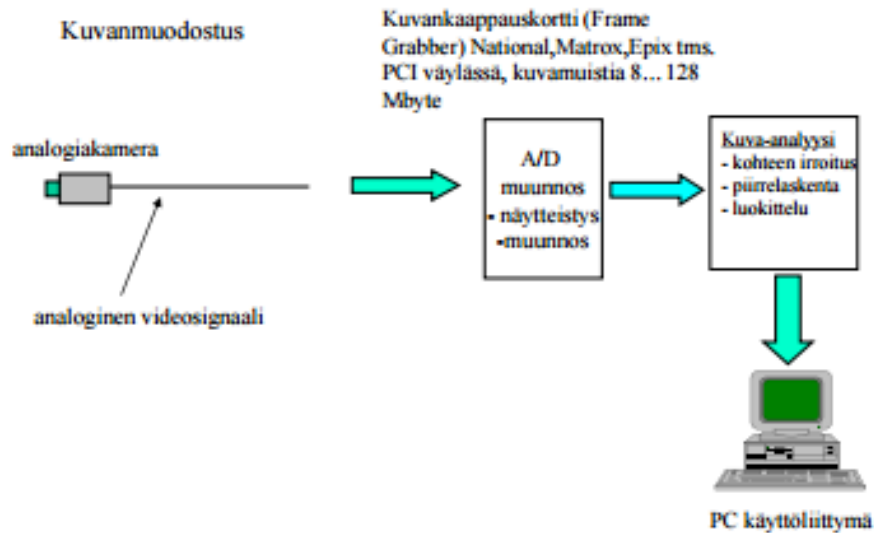 Kuvanmuodostus
Kuvankaappauskortti (Frame
Grabber) National,Matrox,Epix tms.
PCI väylässä, kuvamuistia 8... 128
Mbyte
analogiakamera
analoginen videosignaali
A/D
muunnos
- näytteistys
-muunnos
Kuva-analyysi
- kohteen irroitus
- piirrelaskenta
- luokittelu
PC käyttöliittymä